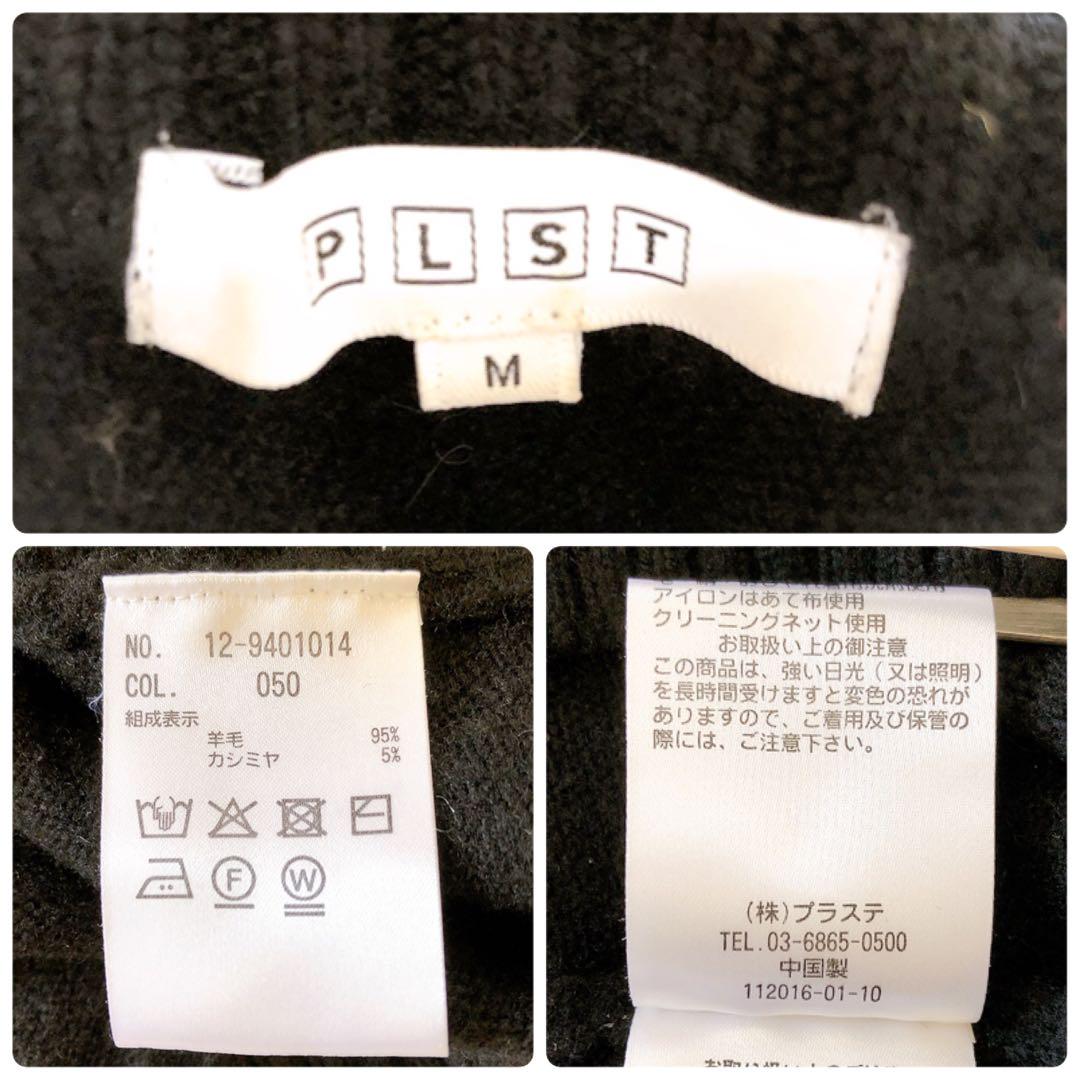 PLST
M
NO. 12-9401014
COL. 050
組成表示
羊毛 95%
カシミヤ 5%
F W
アイロンはあて布使用
クリーニングネット使用
お取扱い上の御注意
この商品は、強い日光(又は照明)
を長時間受けますと変色の恐れが
ありますので、ご着用及び保管の
際には、ご注意下さい。
(株)プラステ
TEL.03-6865-0500
中国製
112016-01-10